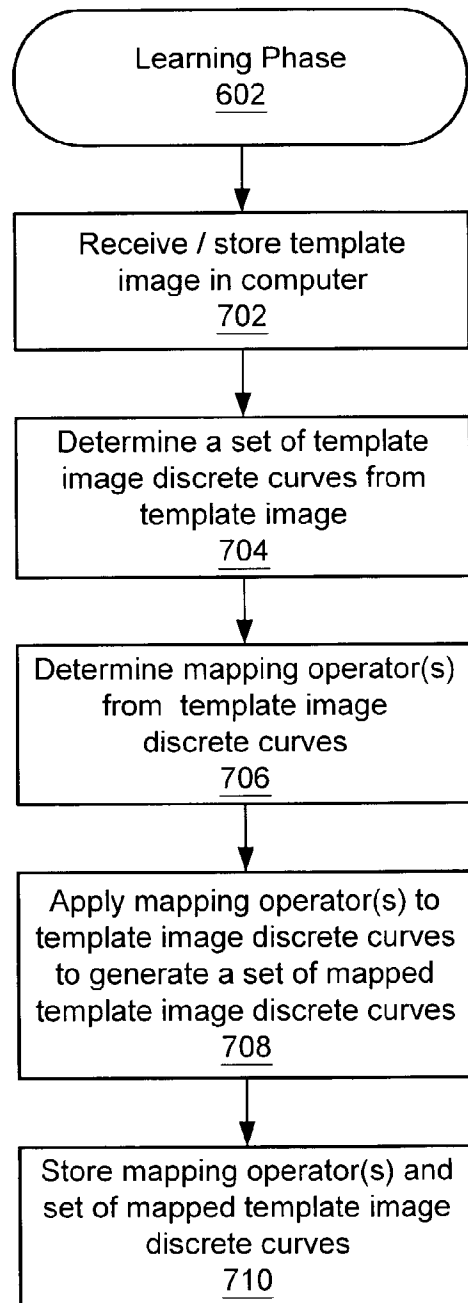 Learning Phase
602
Receive / store template
image in computer
702
Determine a set of template
image discrete curves from
template image
704
Determine mapping operator(s)
from template image
discrete curves
706
Apply mapping operator(s) to
template image discrete curves
to generate a set of mapped
template image discrete curves
708
Store mapping operator(s) and
set of mapped template image
discrete curves
710